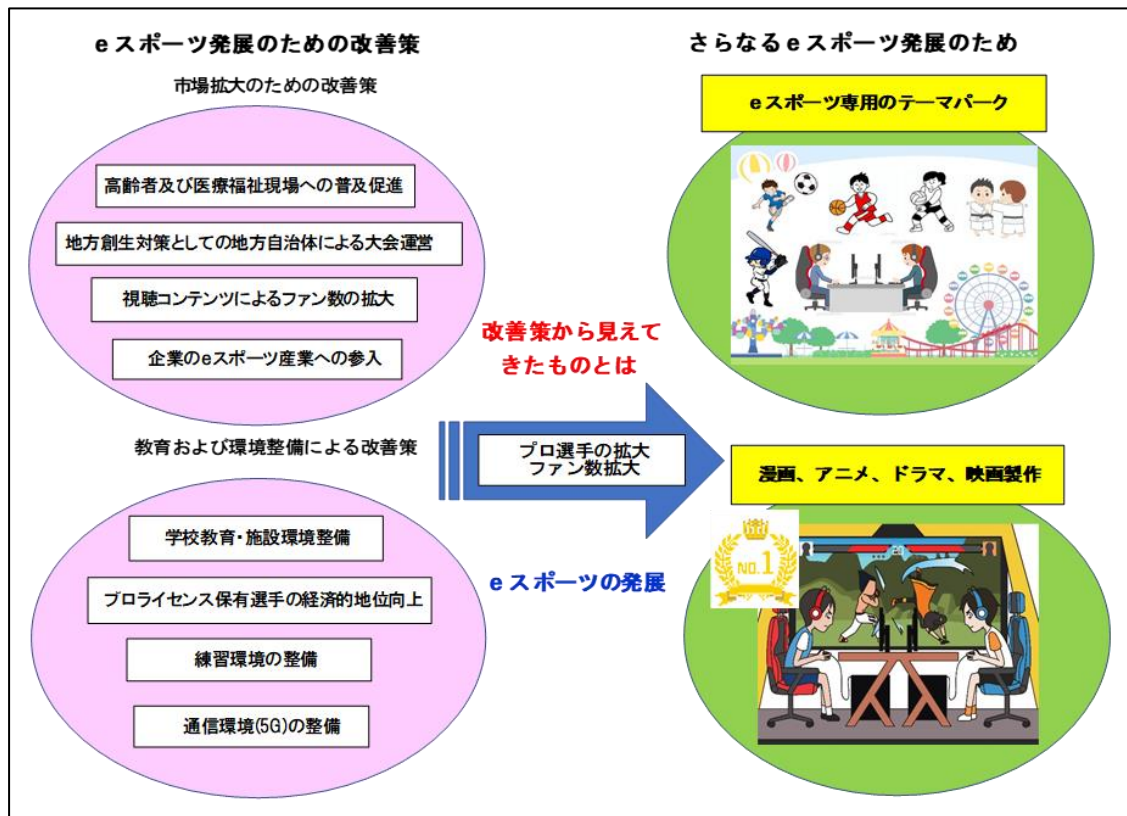 eスポーツ発展のための改善策
市場拡大のための改善策
高齢者及び医療福祉現場への普及促進
地方創生対策としての地方自治体による大会運営
視聴コンテンツによるファン数の拡大
企業のeスポーツ産業への参入
教育および環境整備による改善策
学校教育・施設環境整備
プロライセンス保有選手の経済的地位向上
練習環境の整備
通信環境(5G)の整備
改善策から見えて
きたものとは
プロ選手の拡大
ファン数拡大
eスポーツの発展
さらなるeスポーツ発展のため
eスポーツ専用のテーマパーク
漫画、アニメ、ドラマ、映画製作
NO.1